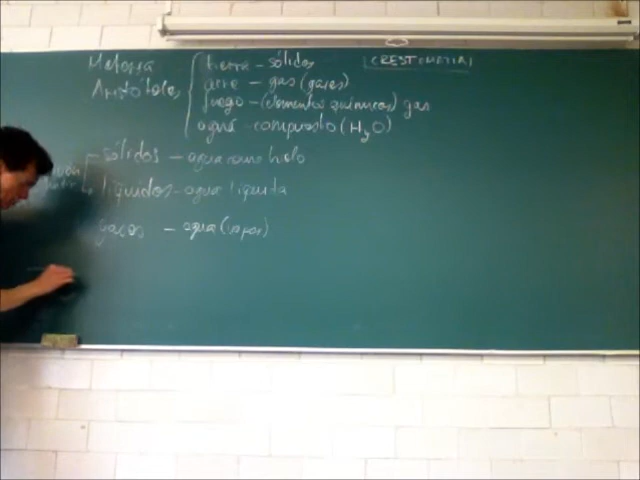 tierra - sólidos
[CRESTOMATIA]
aire - gas (gases)
Aristóteles
fuego - (elementos químicos) gas
agua - compuesto (H₂O)
sólidos - agua como hielo
líquidos - agua líquida
gases - agua (vapor)